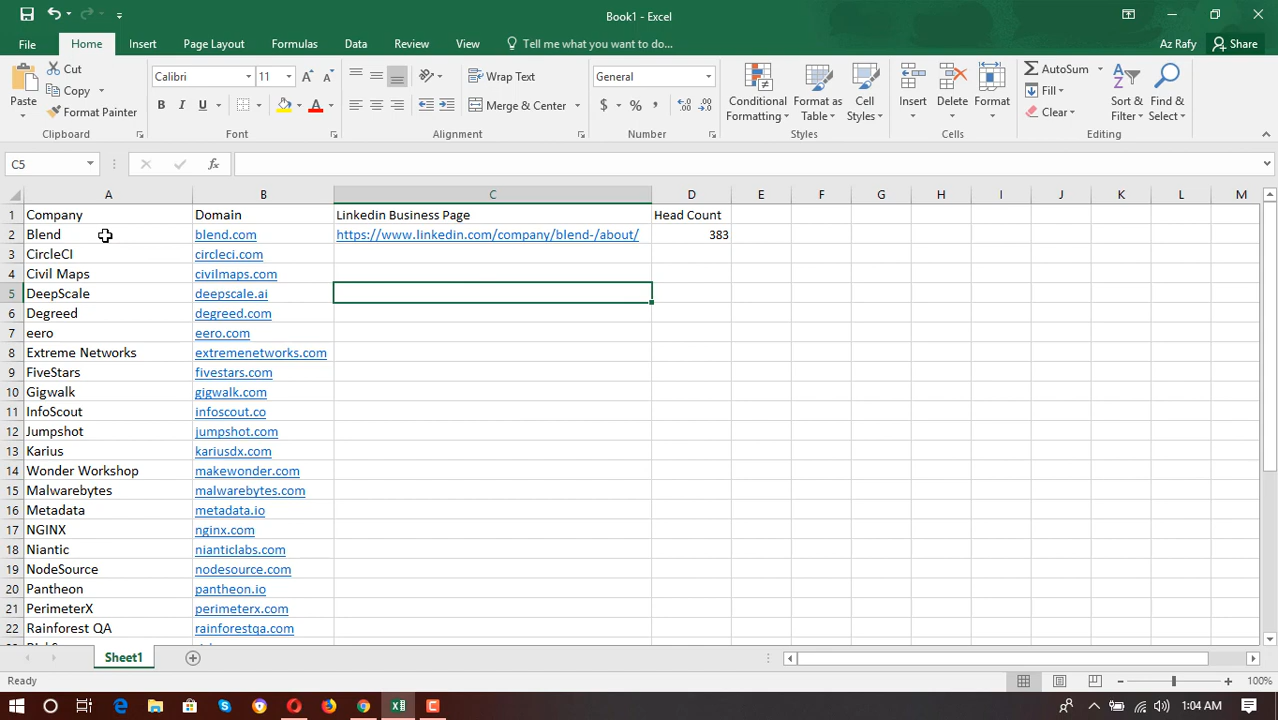 Book1 - Excel
File Home Insert Page Layout Formulas Data Review View Tell me what you want to do... Az Rafy Share
Paste Cut Copy Format Painter
Calibri 11 A A Wrap Text General AutoSum
B I U A Merge & Center $ % , Fill
Conditional Formatting Format as Table Cell Styles Insert Delete Format Clear Sort & Filter Find & Select
Clipboard Font Alignment Number Styles Cells Editing
C5 fx
A B C D E F G H I J K L M
1 Company Domain Linkedin Business Page Head Count
2 Blend blend.com https://www.linkedin.com/company/blend-/about/ 383
3 CircleCI circleci.com
4 Civil Maps civilmaps.com
5 DeepScale deepscale.ai
6 Degreed degreed.com
7 eero eero.com
8 Extreme Networks extremenetworks.com
9 FiveStars fivestars.com
10 Gigwalk gigwalk.com
11 InfoScout infoscout.co
12 Jumpshot jumpshot.com
13 Karius kariusdx.com
14 Wonder Workshop makewonder.com
15 Malwarebytes malwarebytes.com
16 Metadata metadata.io
17 NGINX nginx.com
18 Niantic nianticlabs.com
19 NodeSource nodesource.com
20 Pantheon pantheon.io
21 PerimeterX perimeterx.com
22 Rainforest QA rainforestqa.com
Sheet1
Ready 100%
1:04 AM